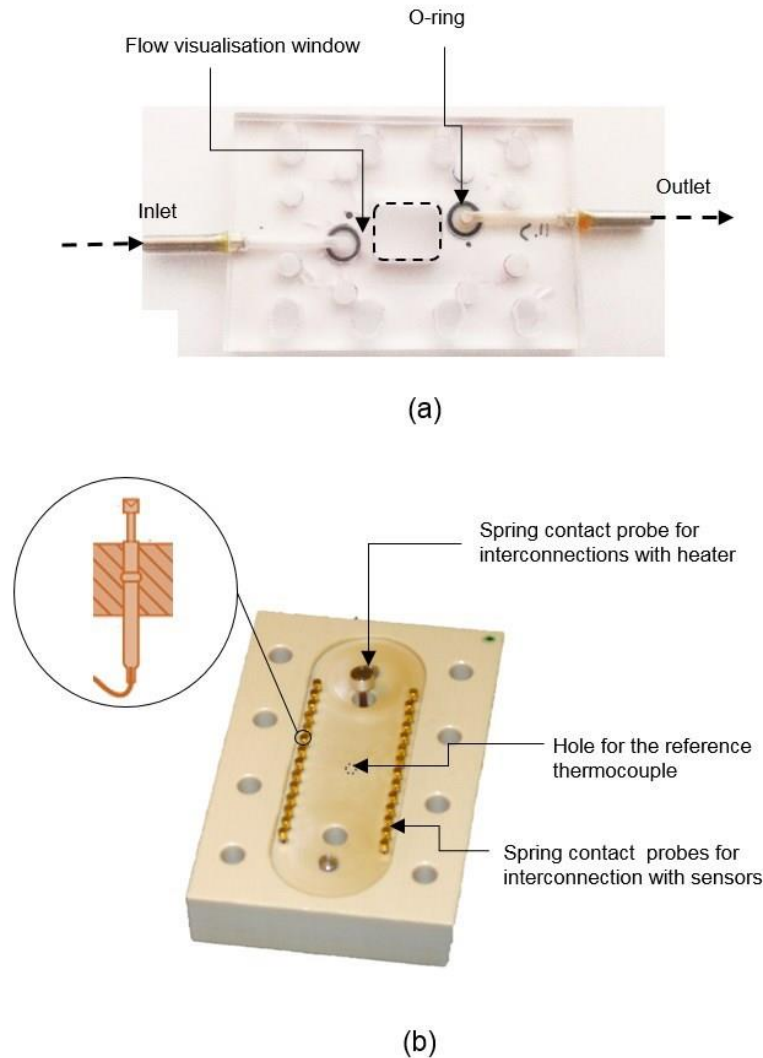 O-ring
Flow visualisation window
Inlet
Outlet
(a)
Spring contact probe for
interconnections with heater
Hole for the reference
thermocouple
Spring contact probes for
interconnection with sensors
(b)